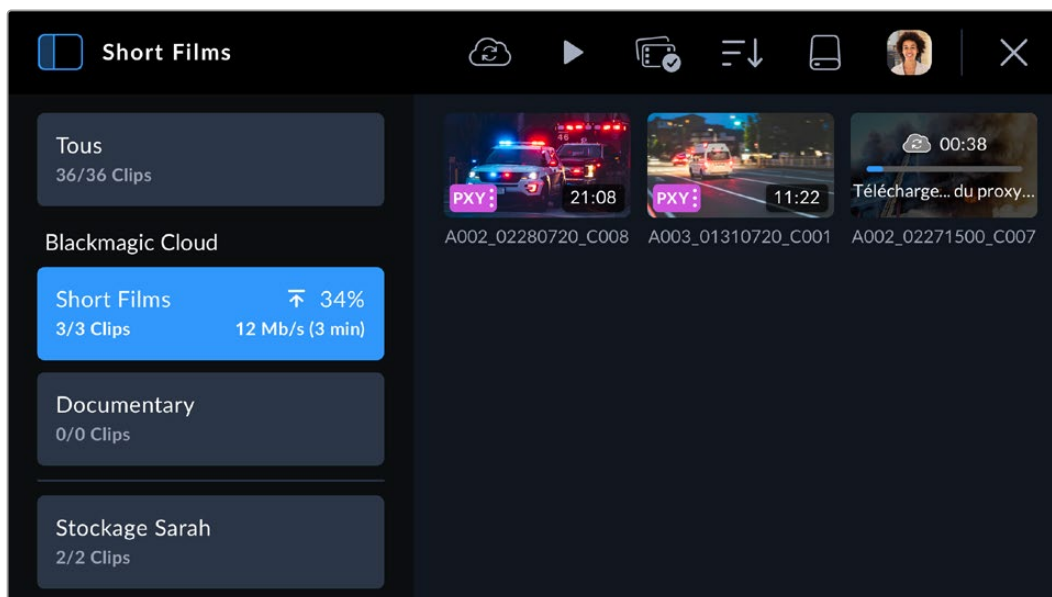 Short Films
Tous
36/36 Clips
Blackmagic Cloud
Short Films 34%
3/3 Clips 12 Mb/s (3 min)
Documentary
0/0 Clips
Stockage Sarah
2/2 Clips
46
PXY 21:08
A002_02280720_C008
PXY 11:22
A003_01310720_C001
00:38
Télécharge... du proxy...
A002_02271500_C007